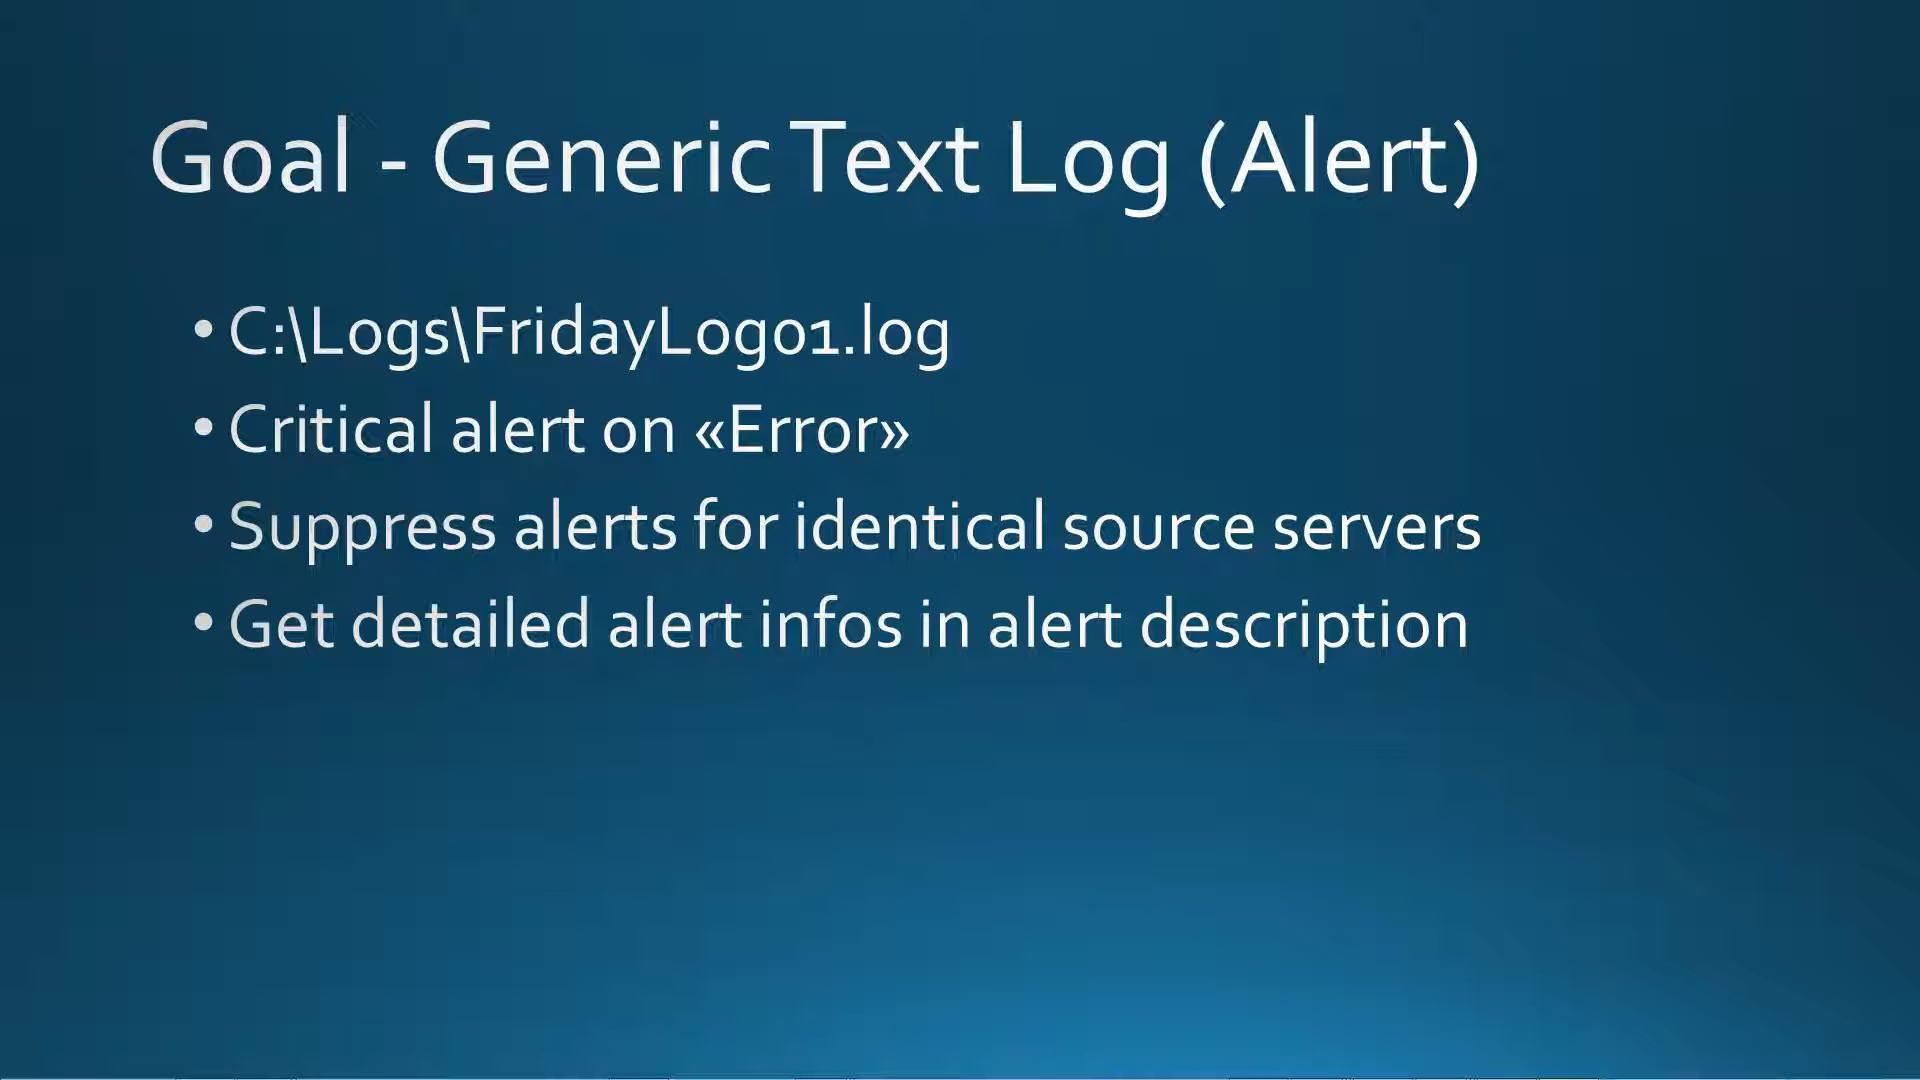 Goal - Generic Text Log (Alert)
• C:\Logs\FridayLog01.log
• Critical alert on «Error»
• Suppress alerts for identical source servers
• Get detailed alert infos in alert description